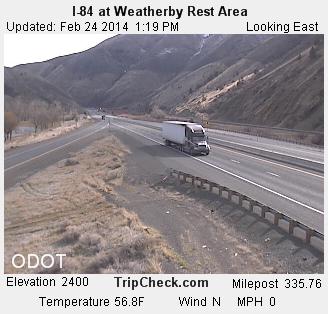 I-84 at Weatherby Rest Area
Updated: Feb 24 2014 1:19 PM Looking East
ODOT
Elevation 2400 TripCheck.com Milepost 335.76
Temperature 56.8F Wind N MPH 0